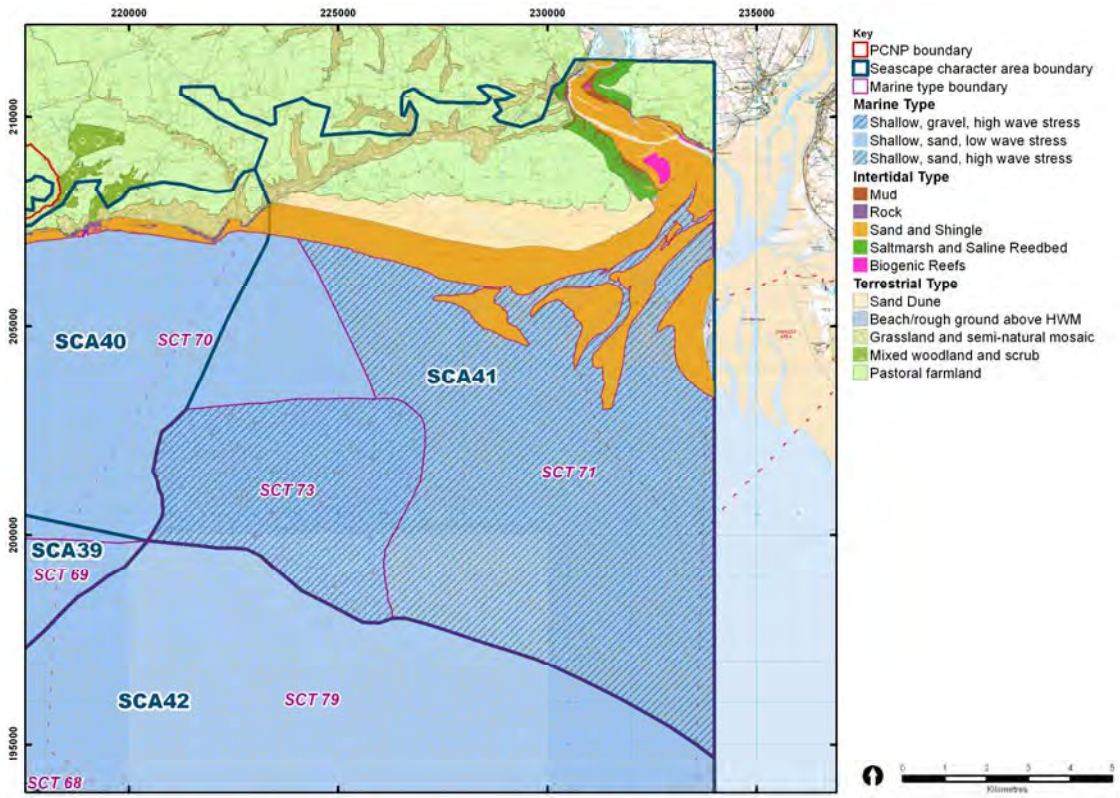 220000
225000
230000
235000
210000
205000
200000
195000
SCA40
SCT 70
SCA41
SCT 73
SCT 71
SCA39
SCT 69
SCA42
SCT 79
SCT 68
Key
PCNP boundary
Seascape character area boundary
Marine type boundary
Marine Type
Shallow, gravel, high wave stress
Shallow, sand, low wave stress
Shallow, sand, high wave stress
Intertidal Type
Mud
Rock
Sand and Shingle
Saltmarsh and Saline Reedbed
Biogenic Reefs
Terrestrial Type
Sand Dune
Beach/rough ground above HWM
Grassland and semi-natural mosaic
Mixed woodland and scrub
Pastoral farmland
0 1 2 3 4 5
Kilometres